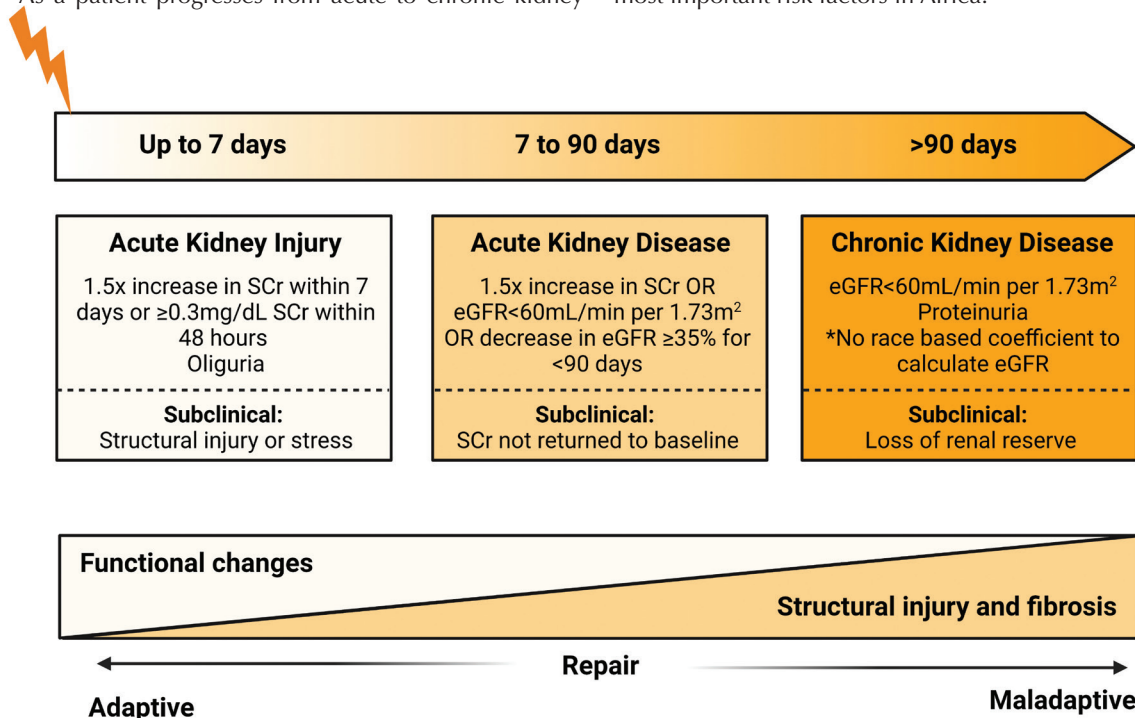 As a patient progresses from acute to chronic kidney
most important risk factors in Africa.
Up to 7 days
7 to 90 days
>90 days
Acute Kidney Injury
1.5x increase in SCr within 7
days or ≥0.3mg/dL SCr within
48 hours
Oliguria
Subclinical:
Structural injury or stress
Acute Kidney Disease
1.5x increase in SCr OR
eGFR<60mL/min per 1.73m²
OR decrease in eGFR ≥35% for
<90 days
Subclinical:
SCr not returned to baseline
Chronic Kidney Disease
eGFR<60mL/min per 1.73m²
Proteinuria
*No race based coefficient to
calculate eGFR
Subclinical:
Loss of renal reserve
Functional changes
Structural injury and fibrosis
Repair
Adaptive
Maladaptive